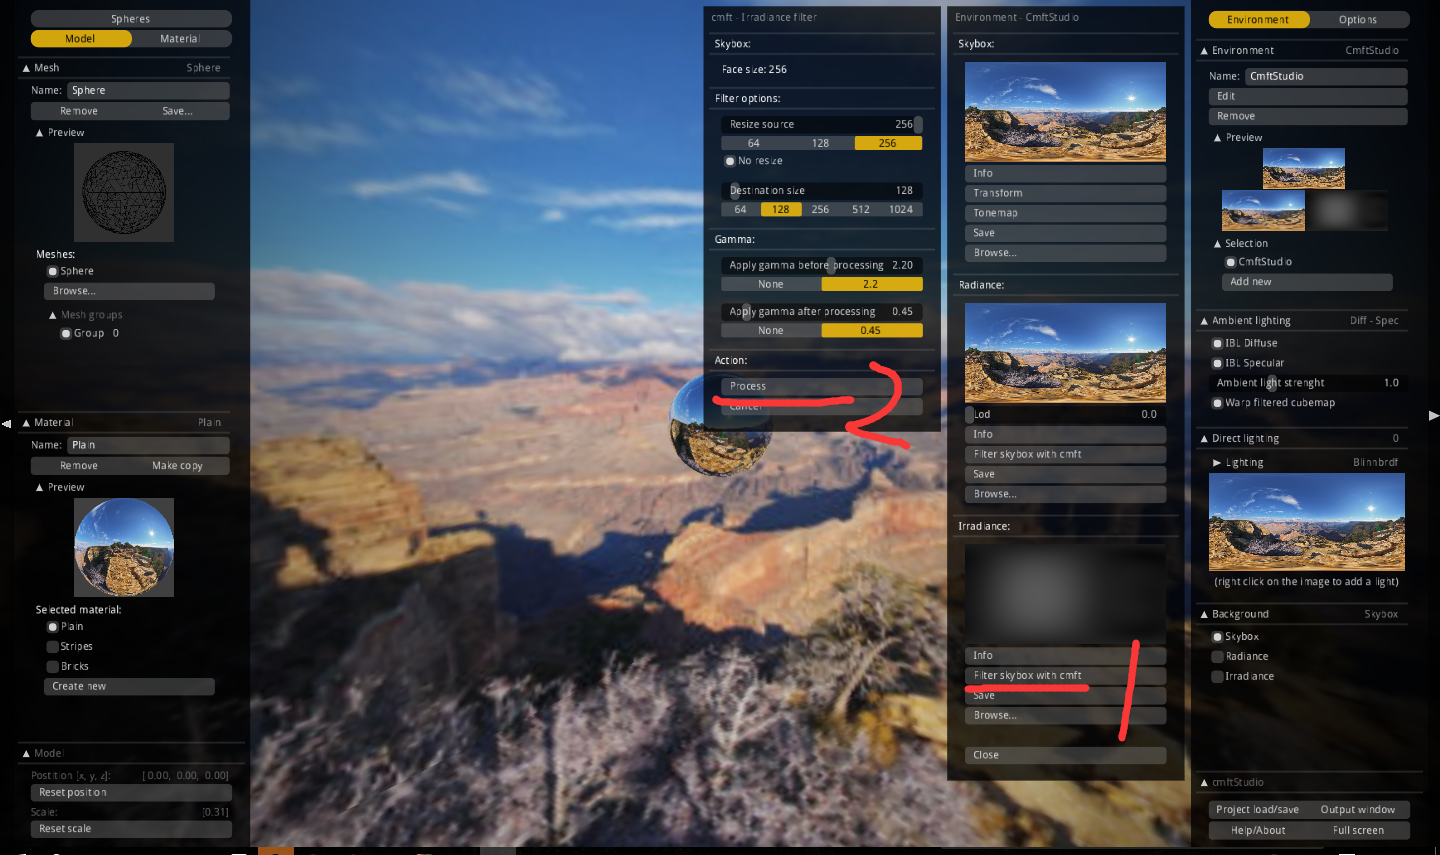 Spheres
Model Material
Mesh Sphere
Name: Sphere
Remove Save...
Preview
Meshes:
Sphere
Browse...
Mesh groups
Group 0
Material Plain
Name: Plain
Remove Make copy
Preview
Selected material:
Plain
Stripes
Bricks
Create new
Model
Postition [x, y, z]: [ 0.00, 0.00, 0.00]
Reset position
Scale: [0.31]
Reset scale
cmft - Irradiance filter
Skybox:
Face size: 256
Filter options:
Resize source 256
64 128 256
No resize
Destination size 128
64 128 256 512 1024
Gamma:
Apply gamma before processing 2.20
None 2.2
Apply gamma after processing 0.45
None 0.45
Action:
Process
Cancel
2
Environment - CmftStudio
Skybox:
Info
Transform
Tonemap
Save
Browse...
Radiance:
Lod 0.0
Info
Filter skybox with cmft
Save
Browse...
Irradiance:
Info
Filter skybox with cmft
Save
Browse...
1
Close
Environment Options
Environment CmftStudio
Name: CmftStudio
Edit
Remove
Preview
Selection
CmftStudio
Add new
Ambient lighting Diff - Spec
IBL Diffuse
IBL Specular
Ambient light strenght 1.0
Warp filtered cubemap
Direct lighting 0
Lighting Blinnbrdf
(right click on the image to add a light)
Background Skybox
Skybox
Radiance
Irradiance
cmftStudio
Project load/save Output window
Help/About Full screen